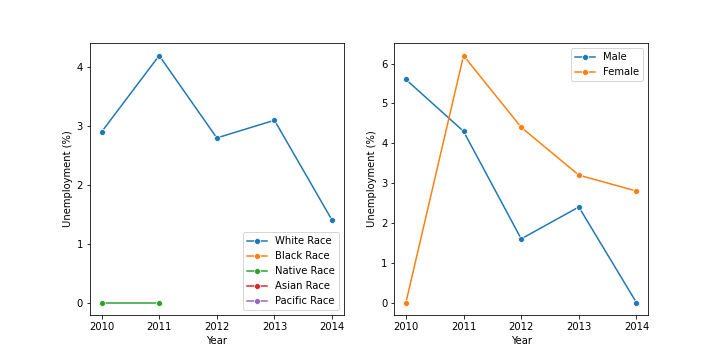 4
3
2
1
0
Unemployment (%)
2010 2011 2012 2013 2014
Year
White Race
Black Race
Native Race
Asian Race
Pacific Race
6
5
4
3
2
1
0
Unemployment (%)
2010 2011 2012 2013 2014
Year
Male
Female